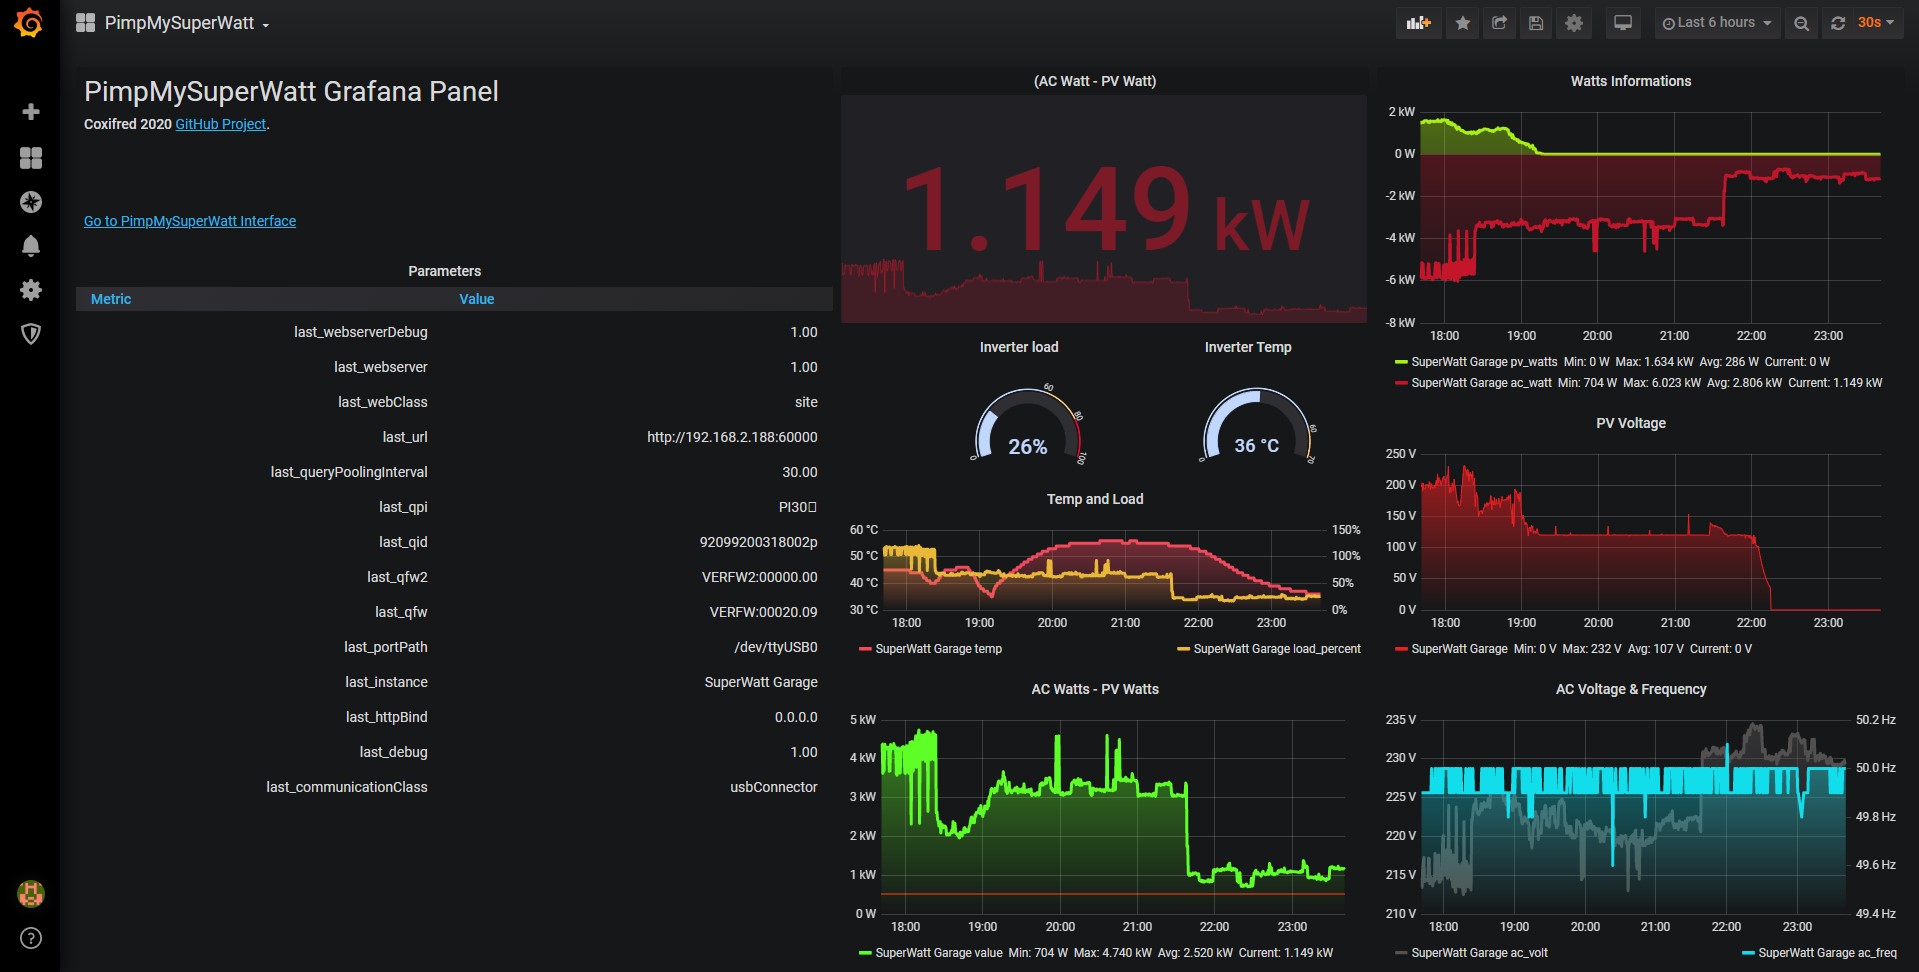 PimpMySuperWatt
Last 6 hours
30s
PimpMySuperWatt Grafana Panel
Coxifred 2020 GitHub Project.
Go to PimpMySuperWatt Interface
Parameters
Metric Value
last_webserverDebug 1.00
last_webserver 1.00
last_webClass site
last_url http://192.168.2.188:60000
last_queryPoolingInterval 30.00
last_qpi PI30
last_qid 92099200318002p
last_qfw2 VERFW2:00000.00
last_qfw VERFW:00020.09
last_portPath /dev/ttyUSB0
last_instance SuperWatt Garage
last_httpBind 0.0.0.0
last_debug 1.00
last_communicationClass usbConnector
(AC Watt - PV Watt)
1.149 kW
Inverter load
0 60 80 100
26%
Inverter Temp
0 60 70
36 °C
Temp and Load
60 °C 150%
50 °C 100%
40 °C 50%
30 °C 0%
18:00 19:00 20:00 21:00 22:00 23:00
SuperWatt Garage temp SuperWatt Garage load_percent
AC Watts - PV Watts
5 kW
4 kW
3 kW
2 kW
1 kW
0 W
18:00 19:00 20:00 21:00 22:00 23:00
SuperWatt Garage value Min: 704 W Max: 4.740 kW Avg: 2.520 kW Current: 1.149 kW
Watts Informations
2 kW
0 W
-2 kW
-4 kW
-6 kW
-8 kW
18:00 19:00 20:00 21:00 22:00 23:00
SuperWatt Garage pv_watts Min: 0 W Max: 1.634 kW Avg: 286 W Current: 0 W
SuperWatt Garage ac_watt Min: 704 W Max: 6.023 kW Avg: 2.806 kW Current: 1.149 kW
PV Voltage
250 V
200 V
150 V
100 V
50 V
0 V
18:00 19:00 20:00 21:00 22:00 23:00
SuperWatt Garage Min: 0 V Max: 232 V Avg: 107 V Current: 0 V
AC Voltage & Frequency
235 V 50.2 Hz
230 V 50.0 Hz
225 V 49.8 Hz
220 V 49.6 Hz
215 V 49.4 Hz
210 V
18:00 19:00 20:00 21:00 22:00 23:00
SuperWatt Garage ac_volt SuperWatt Garage ac_freq